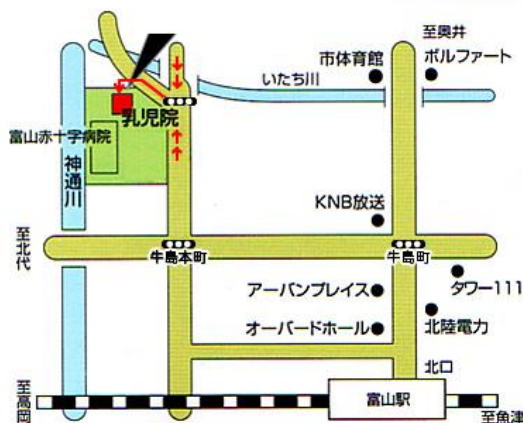 至奥井
市体育館
ボルファート
いたち川
乳児院
富山赤十字病院
神通川
KNB放送
至北代
牛島本町
牛島町
アーバンプレイス
タワー111
オーバードホール
北陸電力
北口
至高岡
富山駅
至魚津